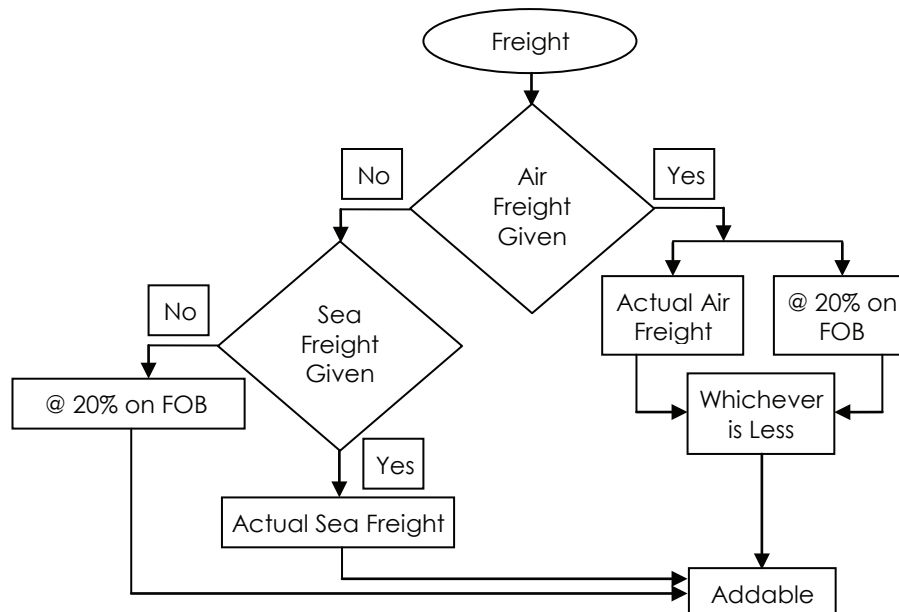 Freight
No
Air
Freight
Given
Yes
No
Sea
Freight
Given
Actual Air
Freight
@ 20% on
FOB
@ 20% on FOB
Whichever
is Less
Yes
Actual Sea Freight
Addable